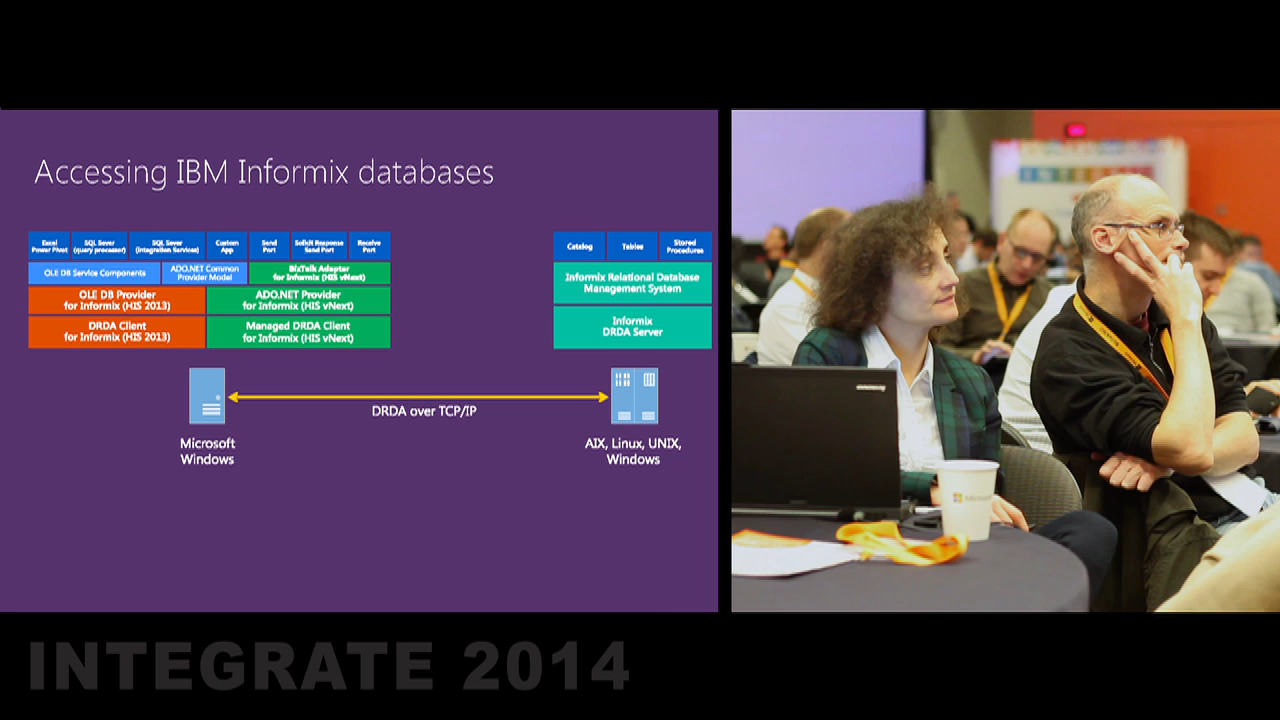 Accessing IBM Informix databases
Excel
Power Pivot
SQL Sever
(query processor)
SQL Sever
(Integration Services)
Custom
App
Send
Port
Solicit Response
Send Port
Receive
Port
OLE DB Service Components
ADO.NET Common
Provider Model
BizTalk Adapter
for Informix (HIS vNext)
OLE DB Provider
for Informix (HIS 2013)
ADO.NET Provider
for Informix (HIS vNext)
DRDA Client
for Informix (HIS 2013)
Managed DRDA Client
for Informix (HIS vNext)
Catalog
Tables
Stored
Procedures
Informix Relational Database
Management System
Informix
DRDA Server
DRDA over TCP/IP
Microsoft
Windows
AIX, Linux, UNIX,
Windows
Microsoft
INTEGRATE 2014